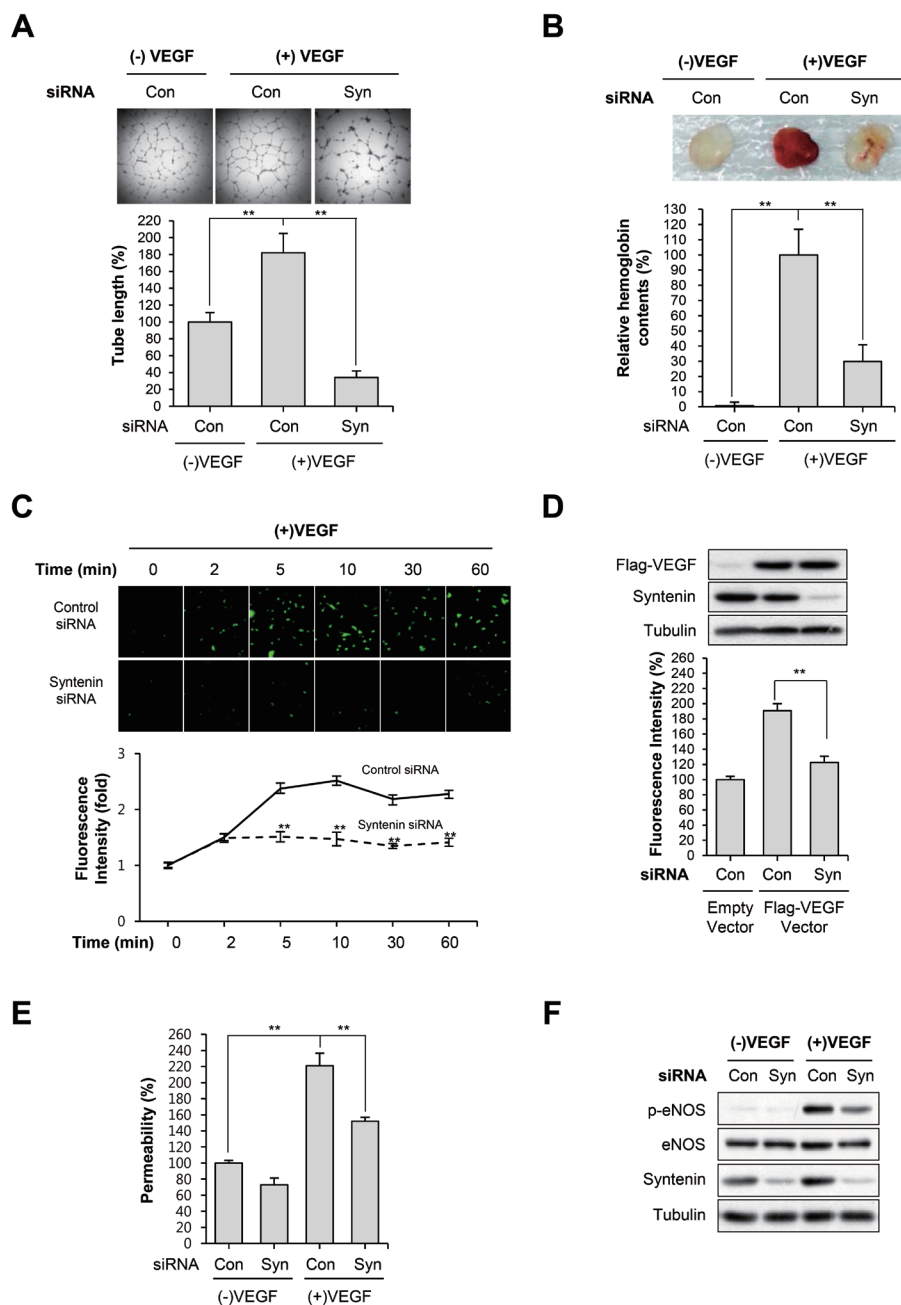 A
(-) VEGF (+) VEGF
siRNA Con Con Syn
Tube length (%)
220
200
180
160
140
120
100
80
60
40
20
0
** **
siRNA Con Con Syn
(-)VEGF (+)VEGF
B
(-)VEGF (+)VEGF
siRNA Con Con Syn
Relative hemoglobin
contents (%)
130
120
110
100
90
80
70
60
50
40
30
20
10
0
** **
siRNA Con Con Syn
(-)VEGF (+)VEGF
C
(+)VEGF
Time (min) 0 2 5 10 30 60
Control
siRNA
Syntenin
siRNA
Fluorescence
Intensity (fold)
3
2
1
0
Control siRNA
Syntenin siRNA
** ** ** **
Time (min) 0 2 5 10 30 60
D
Flag-VEGF
Syntenin
Tubulin
Fluorescence Intensity (%)
260
240
220
200
180
160
140
120
100
80
60
40
20
0
**
siRNA Con Con Syn
Empty Flag-VEGF
Vector Vector
E
Permeability (%)
260
240
220
200
180
160
140
120
100
80
60
40
20
0
** **
siRNA Con Syn Con Syn
(-)VEGF (+)VEGF
F
(-)VEGF (+)VEGF
siRNA Con Syn Con Syn
p-eNOS
eNOS
Syntenin
Tubulin